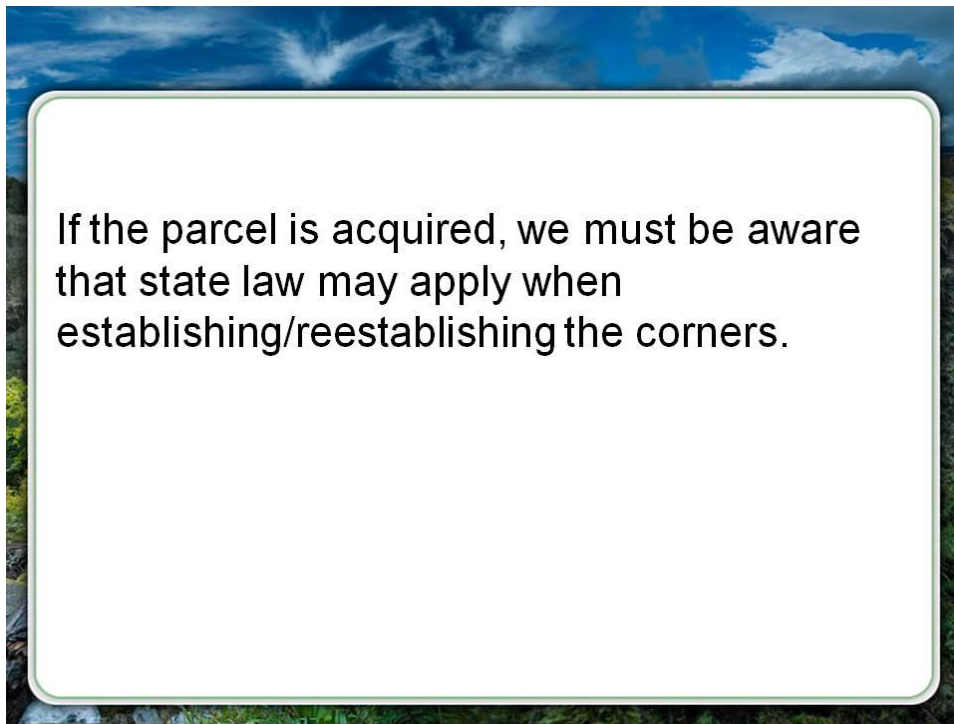 If the parcel is acquired, we must be aware
that state law may apply when
establishing/reestablishing the corners.